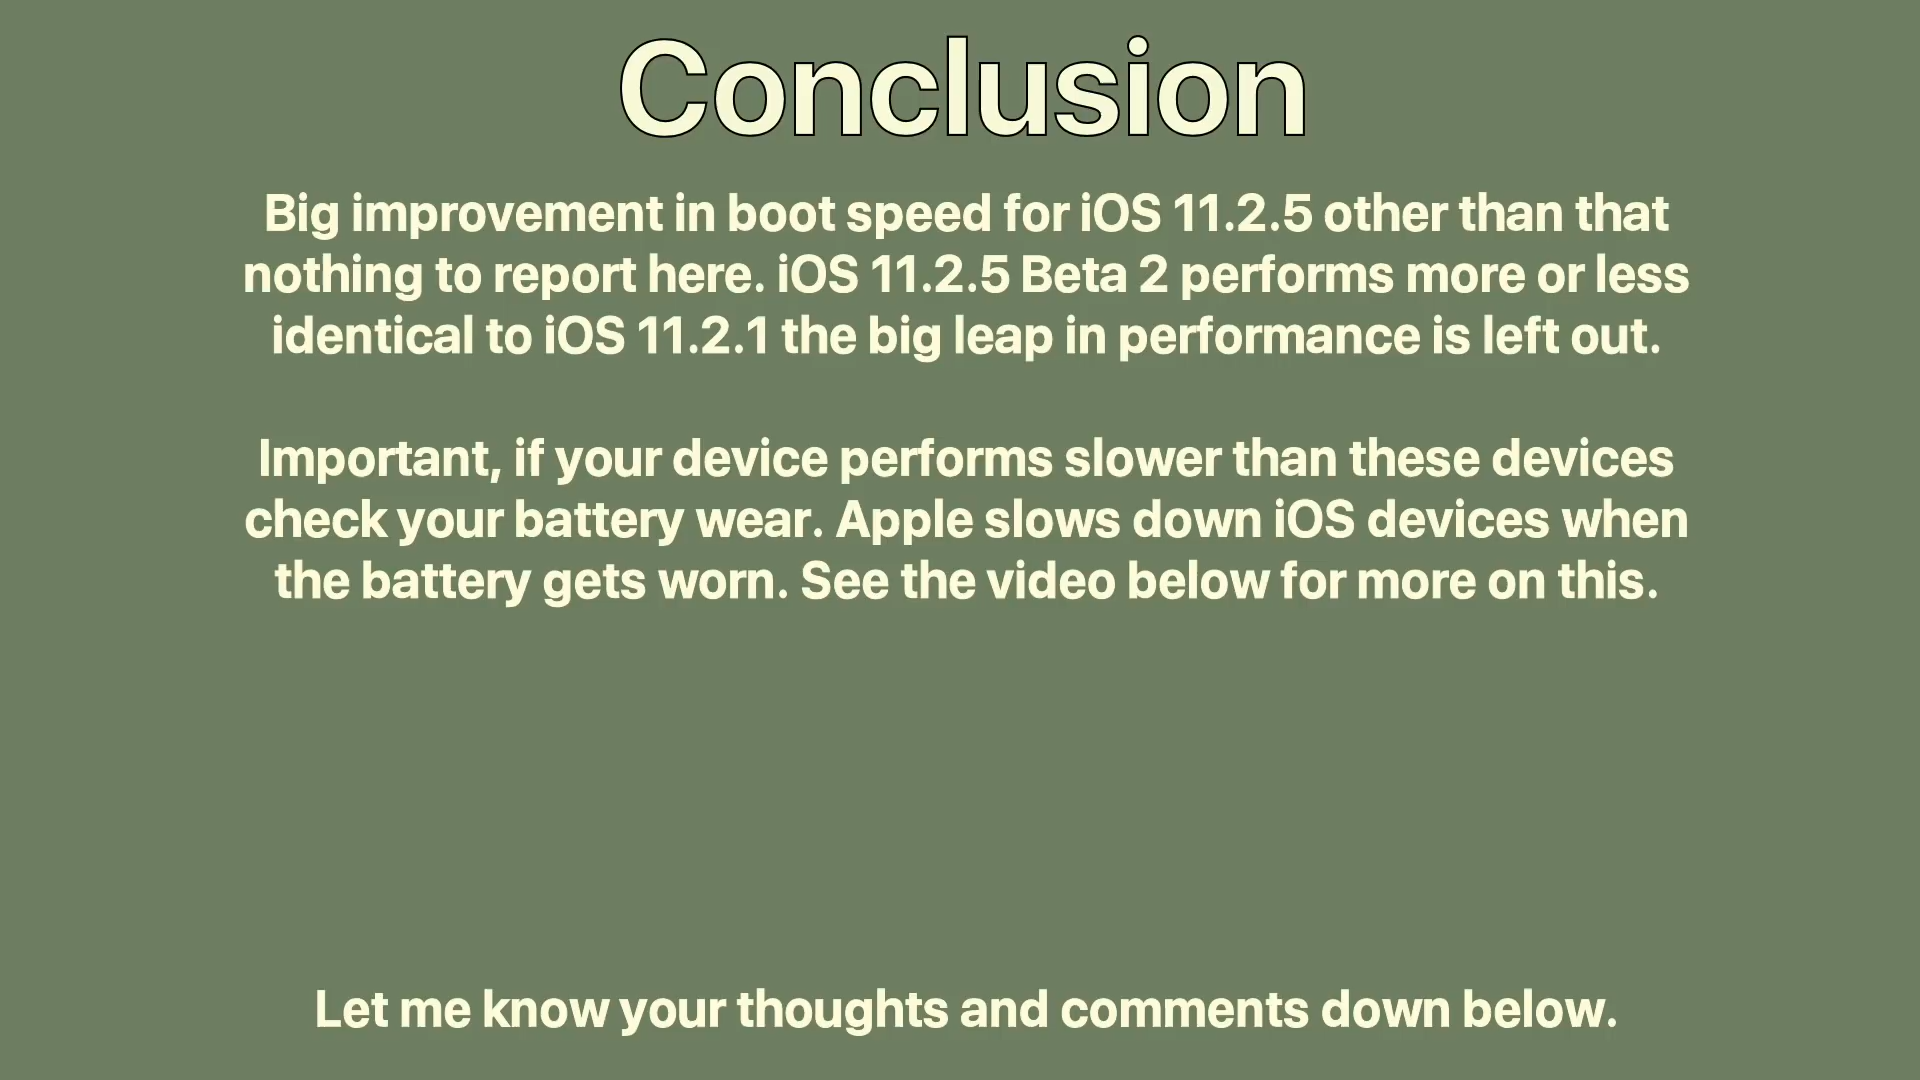 Conclusion
Big improvement in boot speed for iOS 11.2.5 other than that
nothing to report here. iOS 11.2.5 Beta 2 performs more or less
identical to iOS 11.2.1 the big leap in performance is left out.
Important, if your device performs slower than these devices
check your battery wear. Apple slows down iOS devices when
the battery gets worn. See the video below for more on this.
Let me know your thoughts and comments down below.